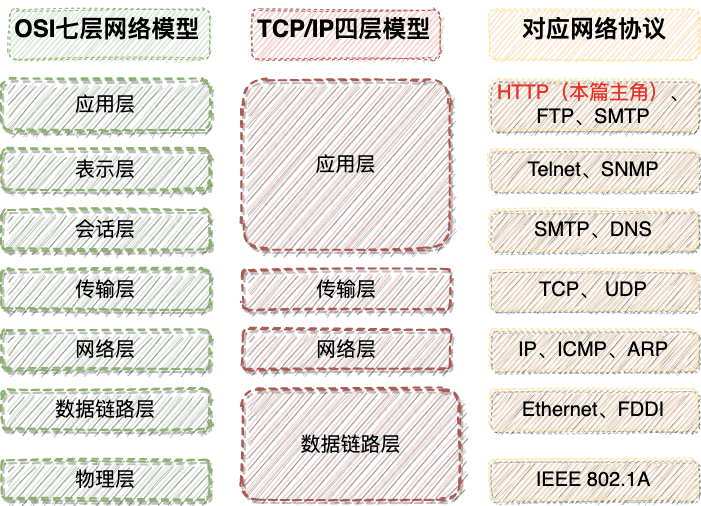 OSI七层网络模型
TCP/IP四层模型
对应网络协议
应用层
应用层
HTTP（本篇主角）、
FTP、SMTP
表示层
Telnet、SNMP
会话层
SMTP、DNS
传输层
传输层
TCP、 UDP
网络层
网络层
IP、ICMP、ARP
数据链路层
数据链路层
Ethernet、FDDI
物理层
IEEE 802.1A